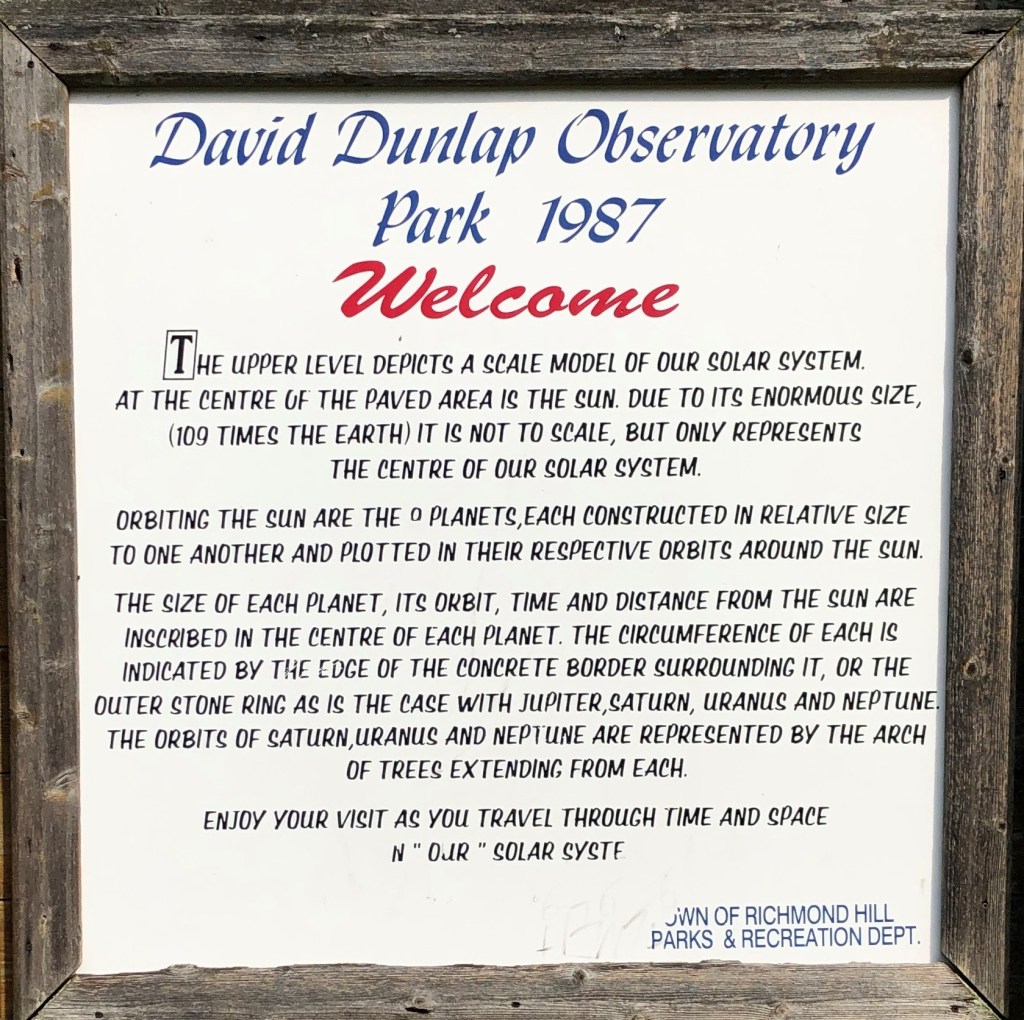 David Dunlap Observatory
Park 1987
Welcome
THE UPPER LEVEL DEPICTS A SCALE MODEL OF OUR SOLAR SYSTEM.
AT THE CENTRE OF THE PAVED AREA IS THE SUN. DUE TO ITS ENORMOUS SIZE,
(109 TIMES THE EARTH) IT IS NOT TO SCALE, BUT ONLY REPRESENTS
THE CENTRE OF OUR SOLAR SYSTEM.
ORBITING THE SUN ARE THE PLANETS,EACH CONSTRUCTED IN RELATIVE SIZE
TO ONE ANOTHER AND PLOTTED IN THEIR RESPECTIVE ORBITS AROUND THE SUN.
THE SIZE OF EACH PLANET, ITS ORBIT, TIME AND DISTANCE FROM THE SUN ARE
INSCRIBED IN THE CENTRE OF EACH PLANET. THE CIRCUMFERENCE OF EACH IS
INDICATED BY THE EDGE OF THE CONCRETE BORDER SURROUNDING IT, OR THE
OUTER STONE RING AS IS THE CASE WITH JUPITER,SATURN, URANUS AND NEPTUNE.
THE ORBITS OF SATURN,URANUS AND NEPTUNE ARE REPRESENTED BY THE ARCH
OF TREES EXTENDING FROM EACH.
ENJOY YOUR VISIT AS YOU TRAVEL THROUGH TIME AND SPACE
N " OUR " SOLAR SYSTE
WN OF RICHMOND HILL
PARKS & RECREATION DEPT.